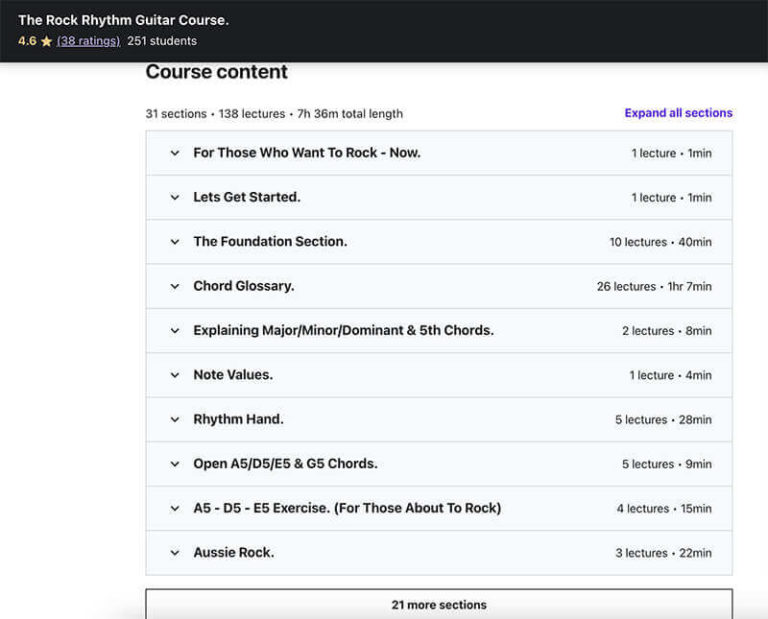 The Rock Rhythm Guitar Course.
4.6 ★ (38 ratings) 251 students
Course content
31 sections • 138 lectures • 7h 36m total length
Expand all sections
For Those Who Want To Rock - Now. 1 lecture • 1min
Lets Get Started. 1 lecture • 1min
The Foundation Section. 10 lectures • 40min
Chord Glossary. 26 lectures • 1hr 7min
Explaining Major/Minor/Dominant & 5th Chords. 2 lectures • 8min
Note Values. 1 lecture • 4min
Rhythm Hand. 5 lectures • 28min
Open A5/D5/E5 & G5 Chords. 5 lectures • 9min
A5 - D5 - E5 Exercise. (For Those About To Rock) 4 lectures • 15min
Aussie Rock. 3 lectures • 22min
21 more sections